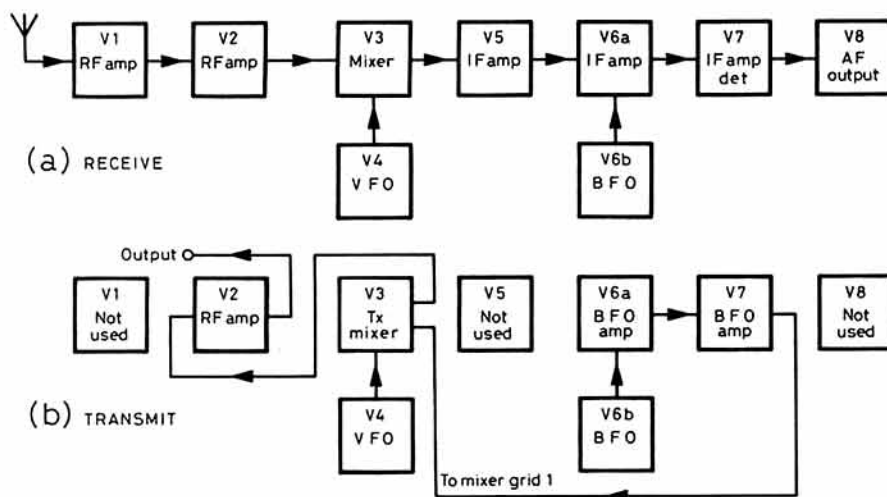 V1
RF amp
V2
RF amp
V3
Mixer
V5
IF amp
V6a
IF amp
V7
IF amp
det
V8
AF
output
(a) RECEIVE
V4
VFO
V6b
BFO
Output
V1
Not
used
V2
RF amp
V3
Tx
mixer
V5
Not
used
V6a
BFO
amp
V7
BFO
amp
V8
Not
used
(b) TRANSMIT
V4
VFO
V6b
BFO
To mixer grid 1